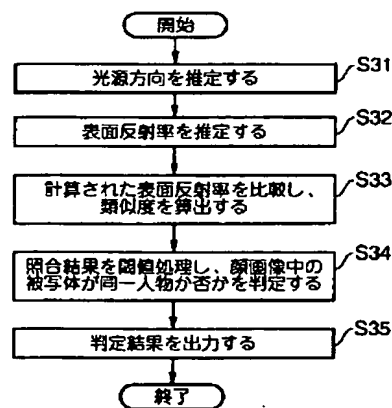 開始
光源方向を推定する
S31
表面反射率を推定する
S32
計算された表面反射率を比較し、
類似度を算出する
S33
照合結果を閾値処理し、顔画像中の
被写体が同一人物か否かを判定する
S34
判定結果を出力する
S35
終了